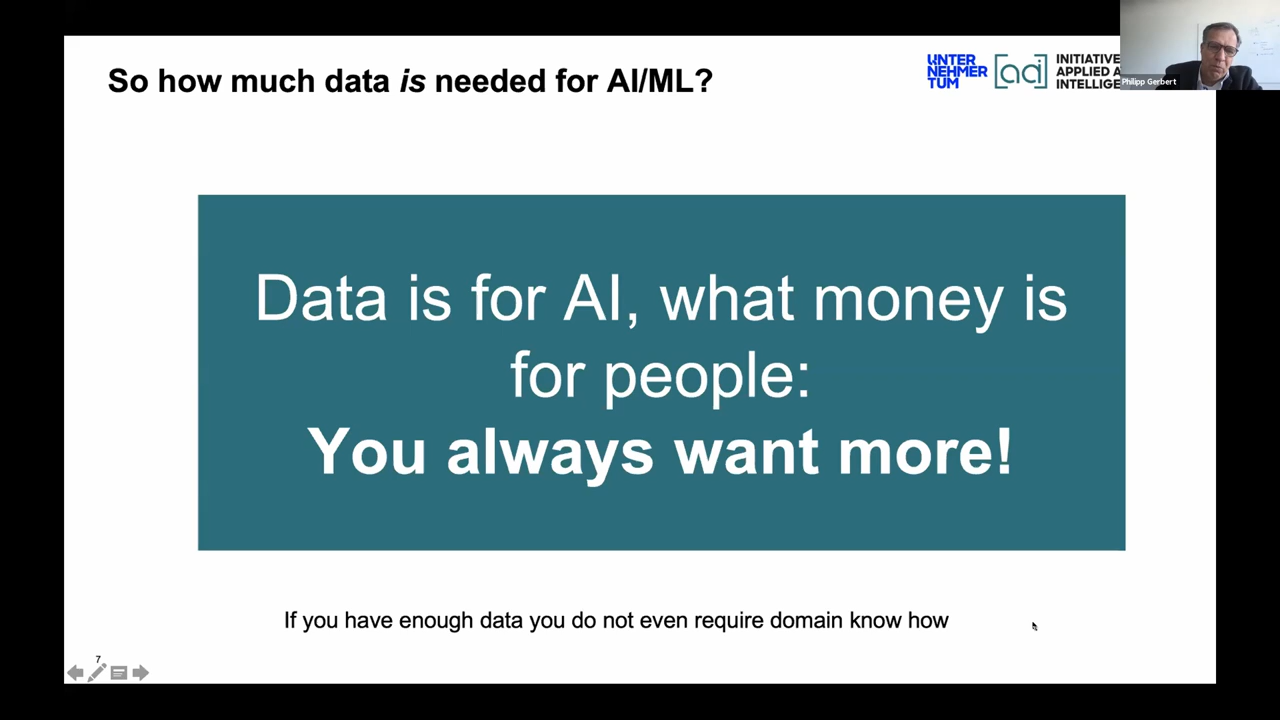 So how much data is needed for AI/ML?
UNTER
NEHMER
TUM
[aai]
INITIATIVE
APPLIED A
INTELLIGE
Philipp Gerbert
Data is for AI, what money is
for people:
You always want more!
If you have enough data you do not even require domain know how
7